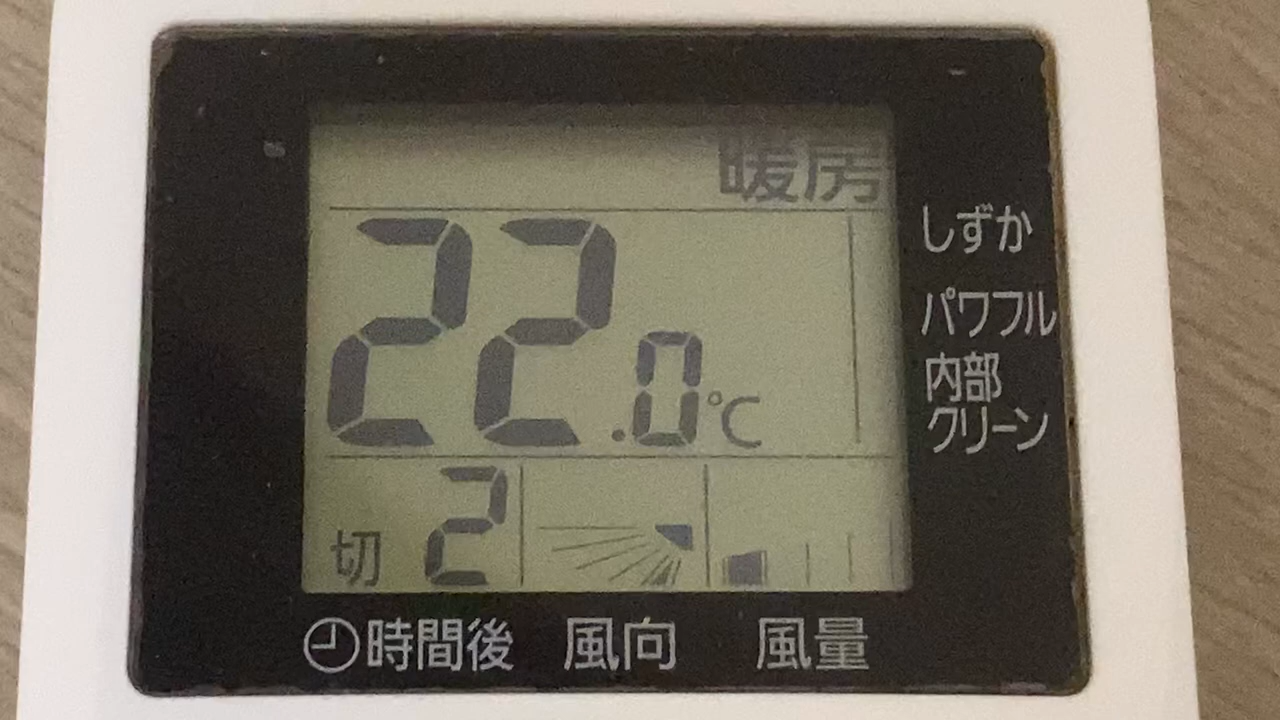 暖房
22.0℃
しずか
パワフル
内部
クリーン
切 2
時間後 風向 風量